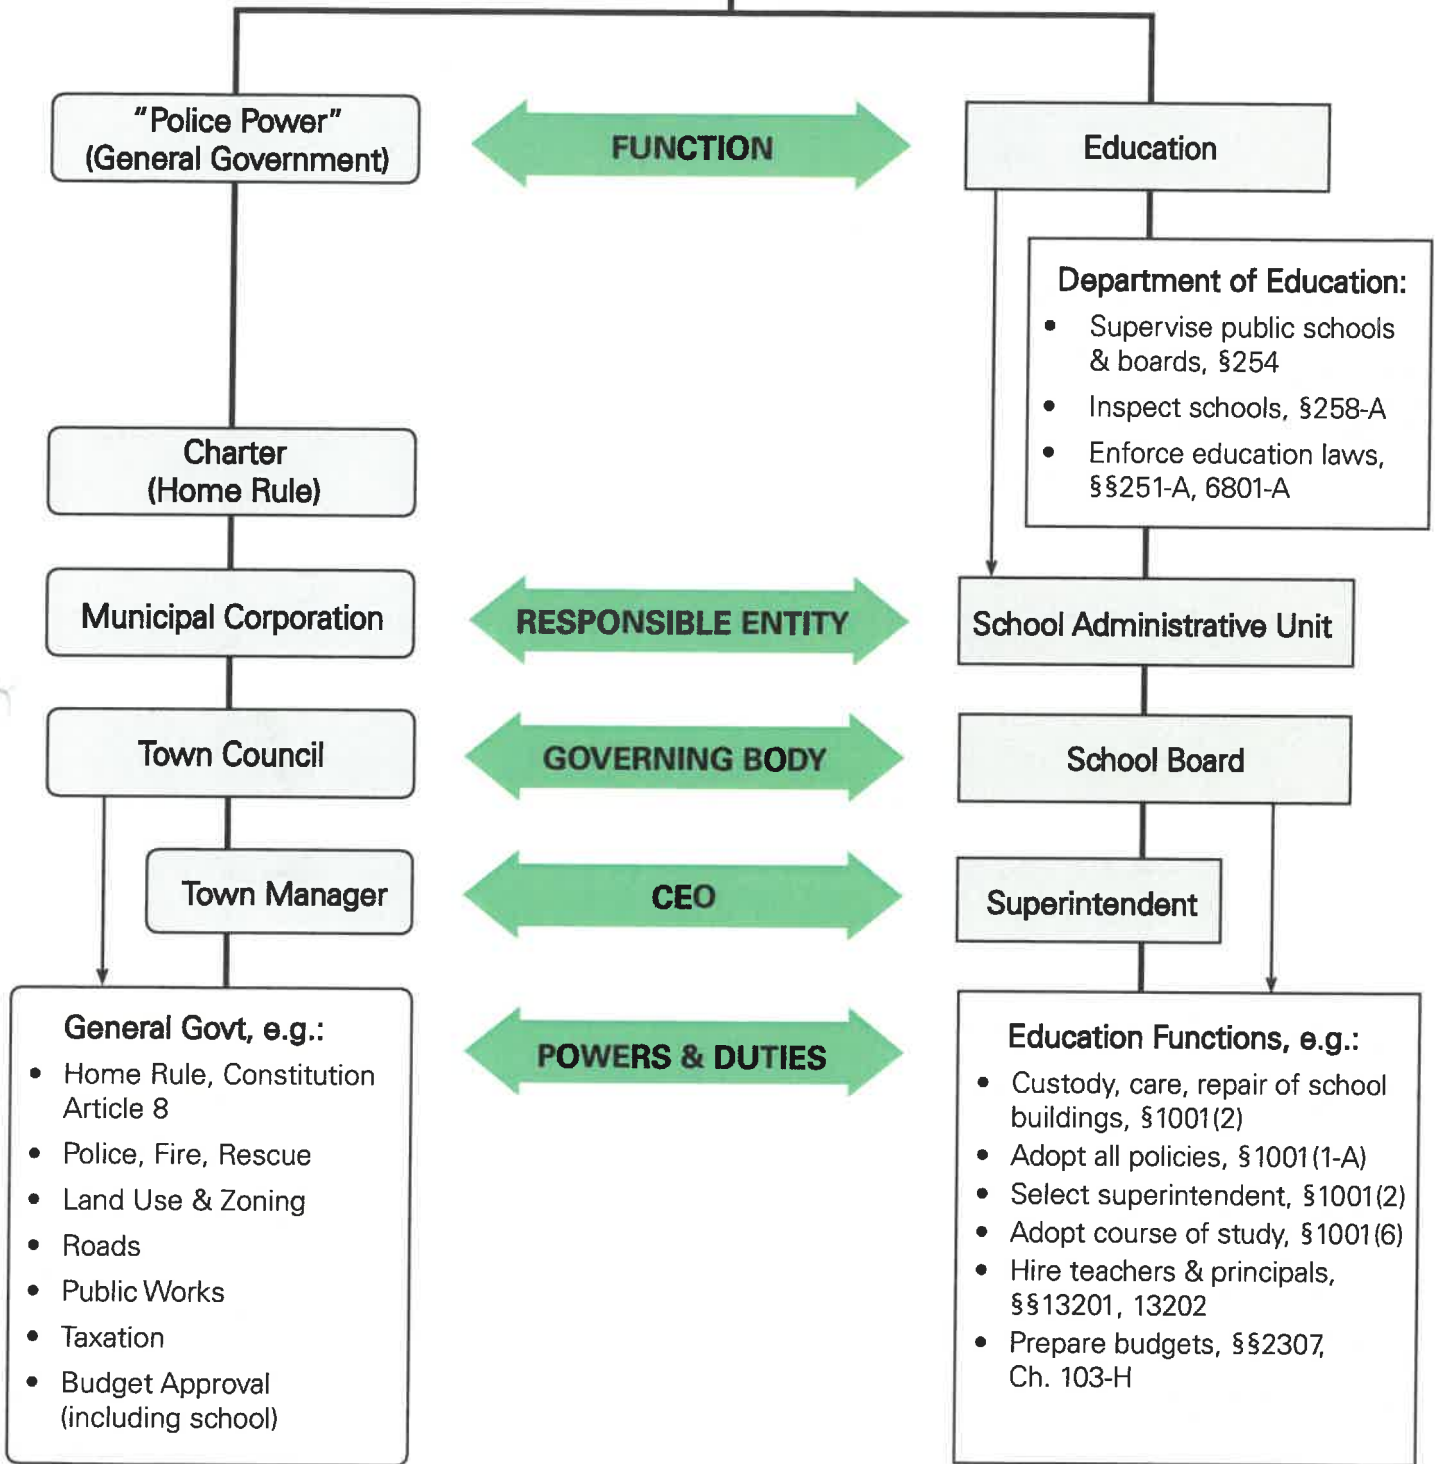 "Police Power"
(General Government)
FUNCTION
Education
Department of Education:
• Supervise public schools
& boards, §254
• Inspect schools, §258-A
• Enforce education laws,
§§251-A, 6801-A
Charter
(Home Rule)
Municipal Corporation
RESPONSIBLE ENTITY
School Administrative Unit
Town Council
GOVERNING BODY
School Board
Town Manager
CEO
Superintendent
General Govt, e.g.:
• Home Rule, Constitution
Article 8
• Police, Fire, Rescue
• Land Use & Zoning
• Roads
• Public Works
• Taxation
• Budget Approval
(including school)
POWERS & DUTIES
Education Functions, e.g.:
• Custody, care, repair of school
buildings, §1001(2)
• Adopt all policies, §1001(1-A)
• Select superintendent, §1001(2)
• Adopt course of study, §1001(6)
• Hire teachers & principals,
§§13201, 13202
• Prepare budgets, §§2307,
Ch. 103-H